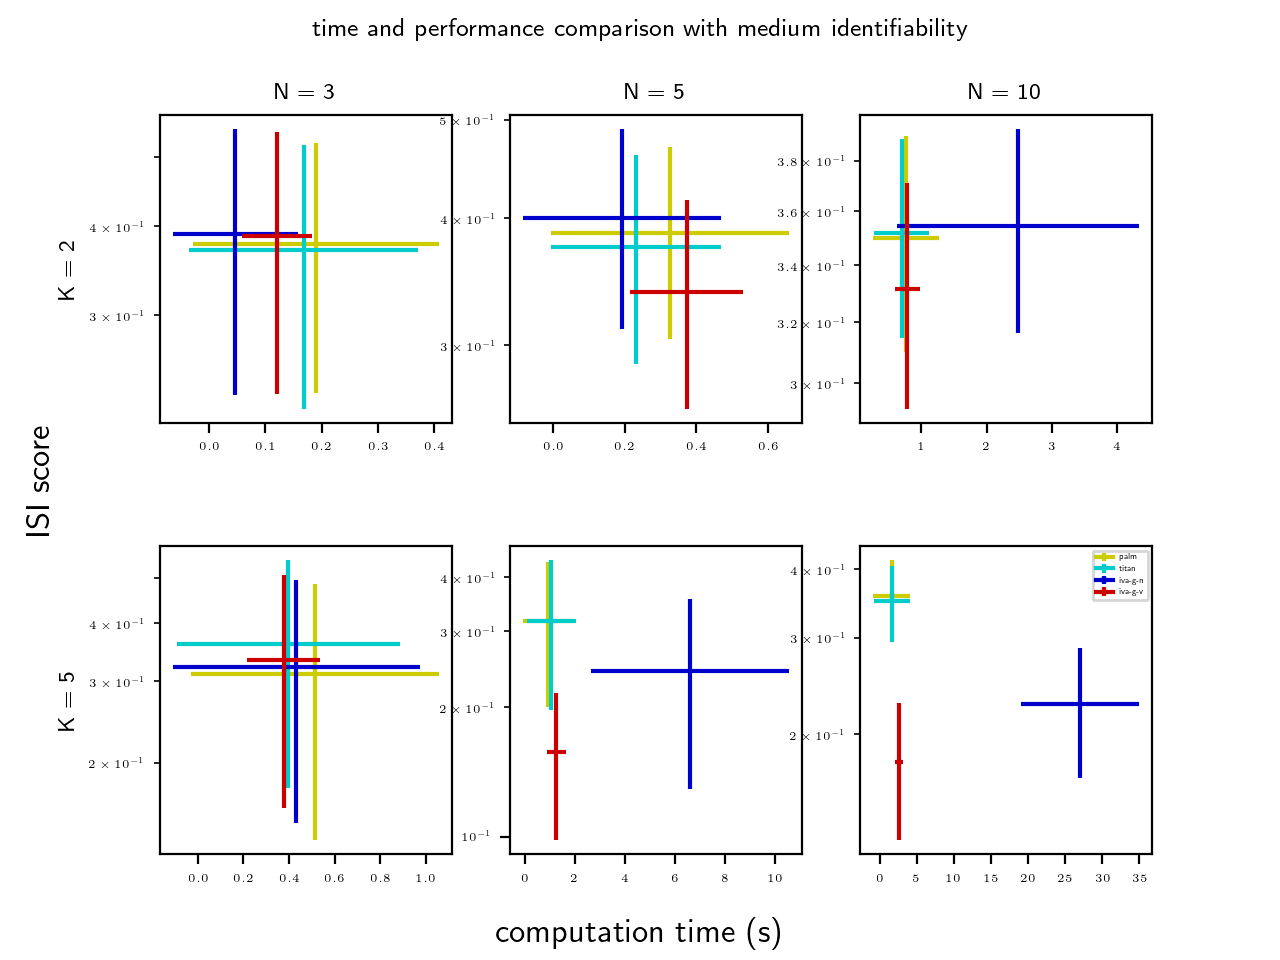 time and performance comparison with medium identifiability
N = 3
N = 5
N = 10
K = 2
4 × 10⁻¹
3 × 10⁻¹
0.0 0.1 0.2 0.3 0.4
5 × 10⁻¹
4 × 10⁻¹
3 × 10⁻¹
0.0 0.2 0.4 0.6
3.8 × 10⁻¹
3.6 × 10⁻¹
3.4 × 10⁻¹
3.2 × 10⁻¹
3 × 10⁻¹
1 2 3 4
ISI score
K = 5
4 × 10⁻¹
3 × 10⁻¹
2 × 10⁻¹
0.0 0.2 0.4 0.6 0.8 1.0
4 × 10⁻¹
3 × 10⁻¹
2 × 10⁻¹
10⁻¹
0 2 4 6 8 10
4 × 10⁻¹
3 × 10⁻¹
2 × 10⁻¹
0 5 10 15 20 25 30 35
palm
titan
iva-g-n
iva-g-v
computation time (s)